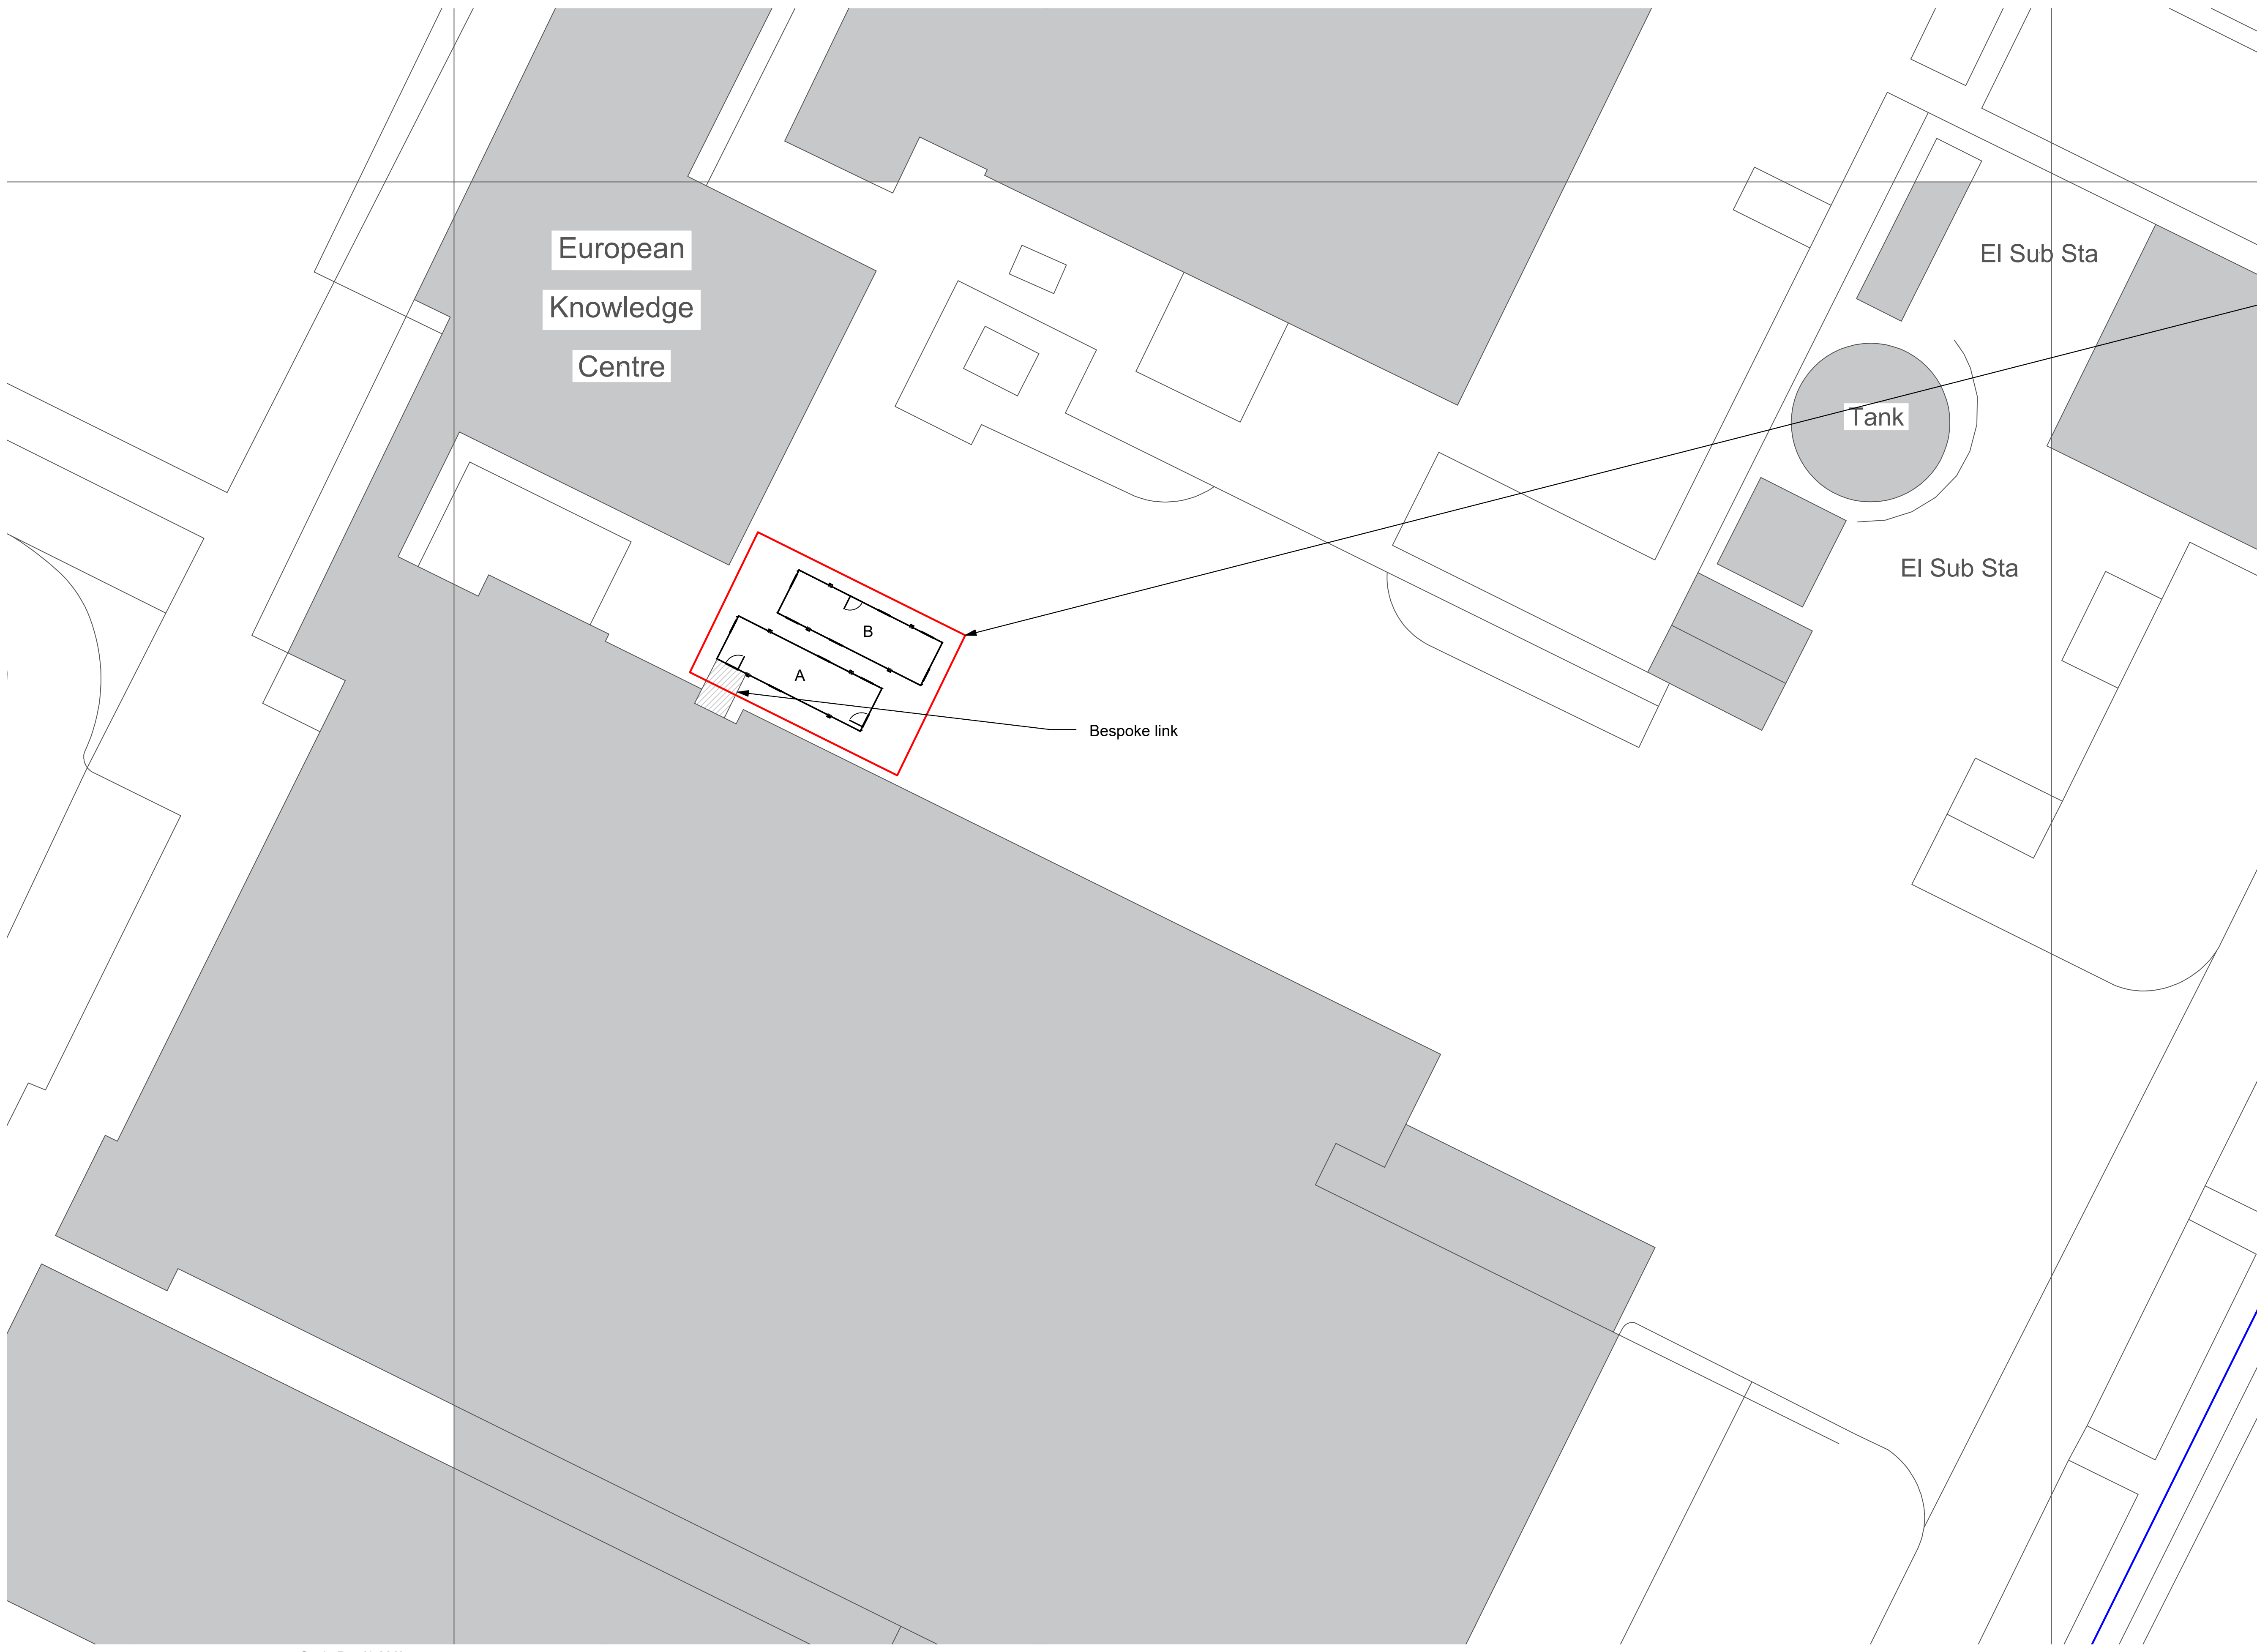 European
Knowledge
Centre
El Sub Sta
Tank
El Sub Sta
B
A
Bespoke link